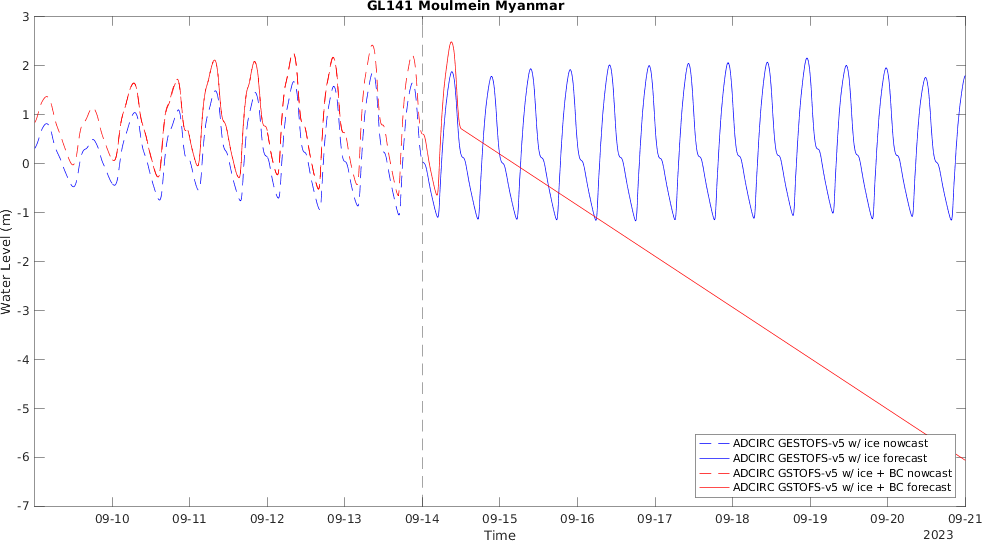 GL141 Moulmein Myanmar
3
2
1
0
-1
-2
-3
-4
-5
-6
-7
Water Level (m)
ADCIRC GESTOFS-v5 w/ ice nowcast
ADCIRC GESTOFS-v5 w/ ice forecast
ADCIRC GSTOFS-v5 w/ ice + BC nowcast
ADCIRC GSTOFS-v5 w/ ice + BC forecast
09-10 09-11 09-12 09-13 09-14 09-15 09-16 09-17 09-18 09-19 09-20 09-21
Time
2023